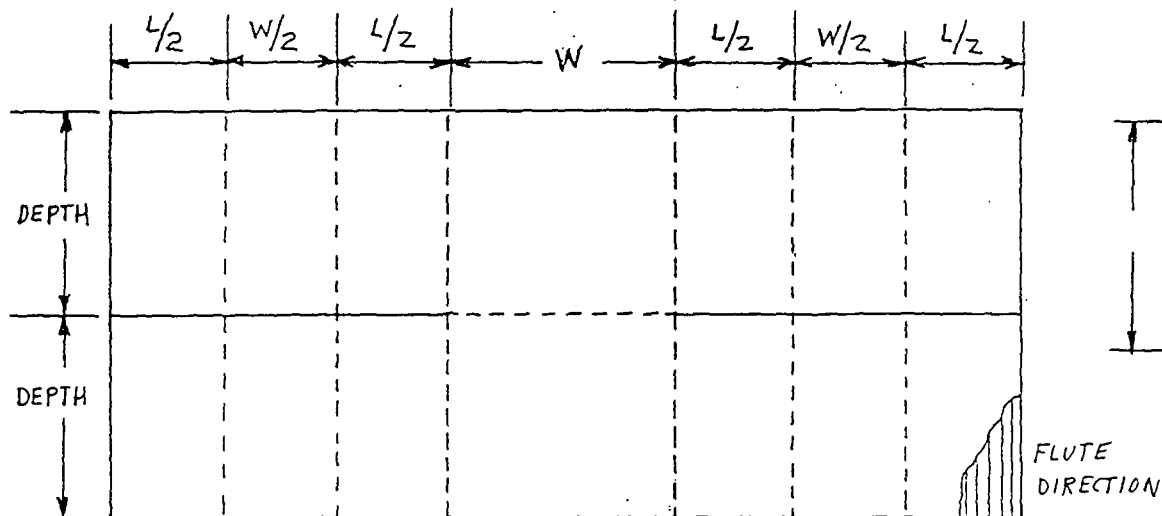 L/2 W/2 L/2 W L/2 W/2 L/2
DEPTH
DEPTH
FLUTE
DIRECTION